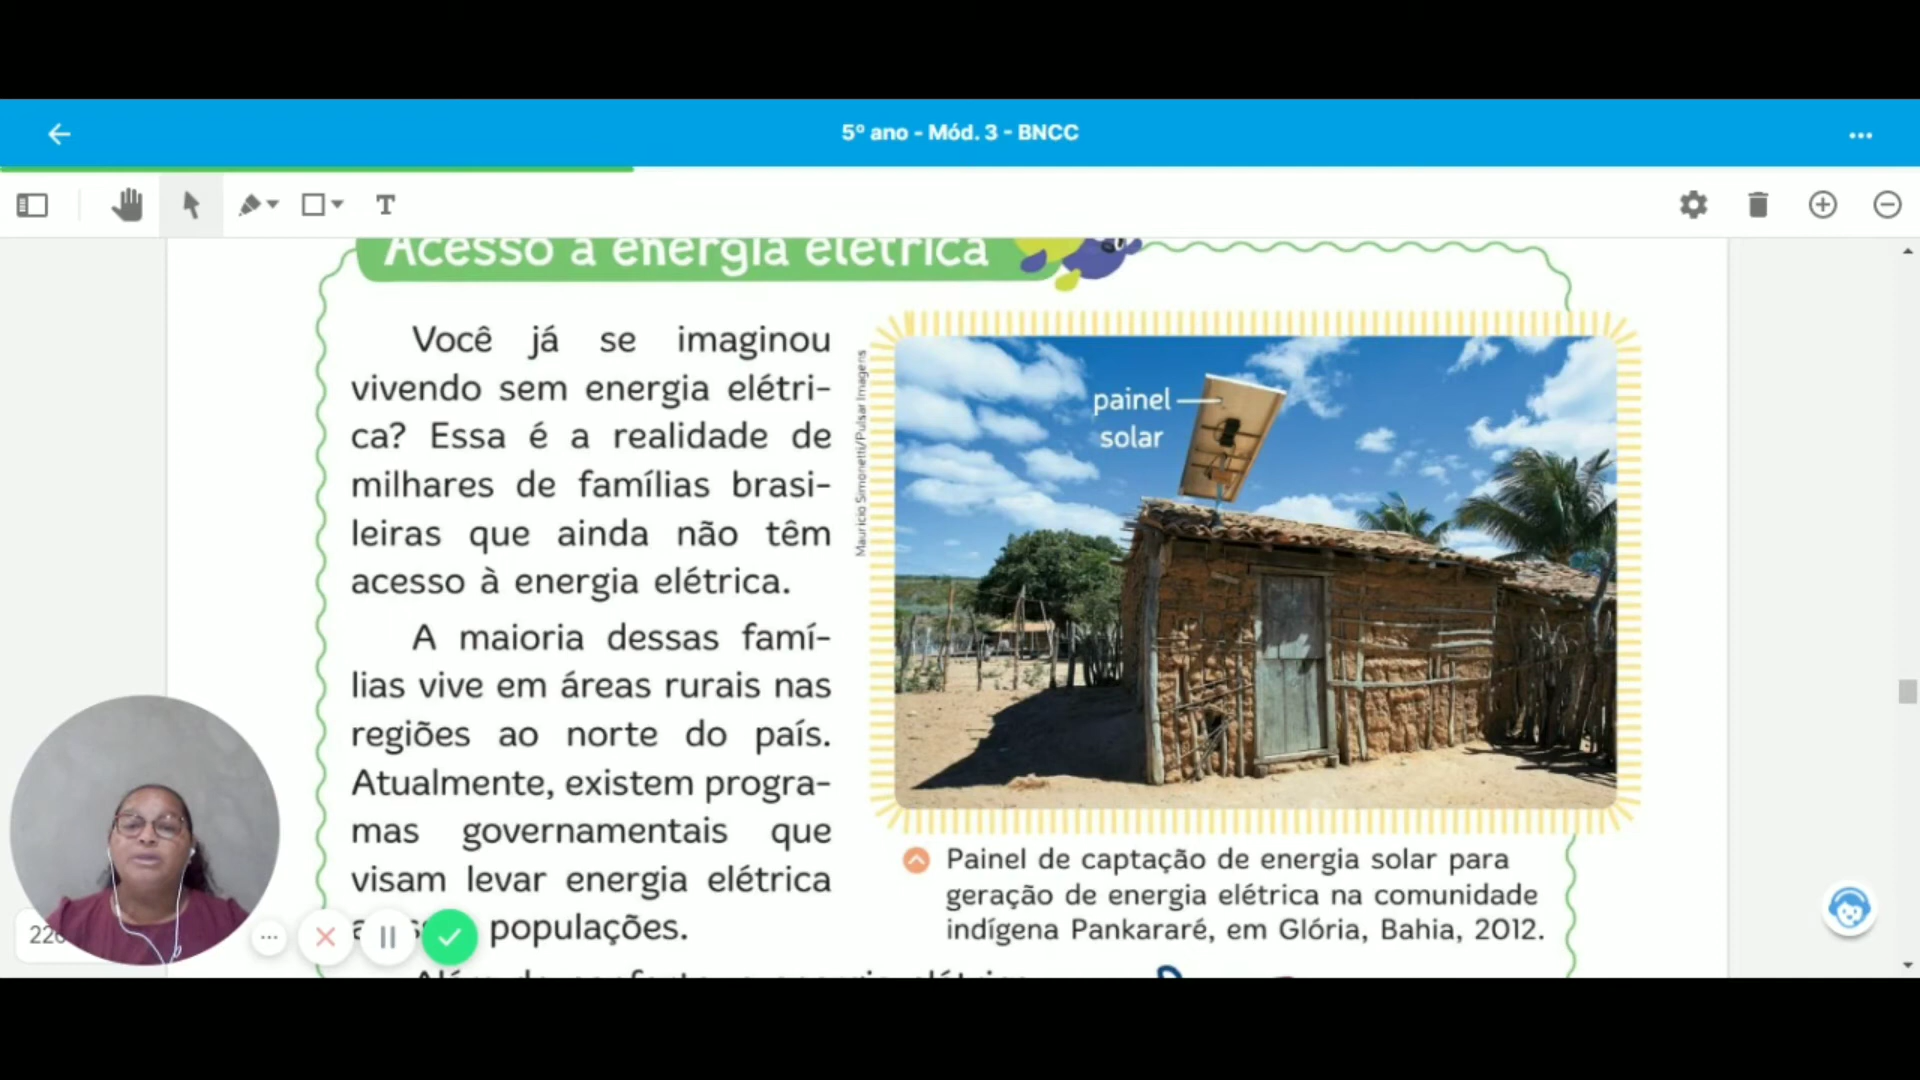 5º ano - Mód. 3 - BNCC
T
Acesso à energia elétrica
Você já se imaginou
vivendo sem energia elétri-
ca? Essa é a realidade de
milhares de famílias brasi-
leiras que ainda não têm
acesso à energia elétrica.
A maioria dessas famí-
lias vive em áreas rurais nas
regiões ao norte do país.
Atualmente, existem progra-
mas governamentais que
visam levar energia elétrica
populações.
Mauricio Simonetti/Pulsar Imagens
painel
solar
Painel de captação de energia solar para
geração de energia elétrica na comunidade
indígena Pankararé, em Glória, Bahia, 2012.